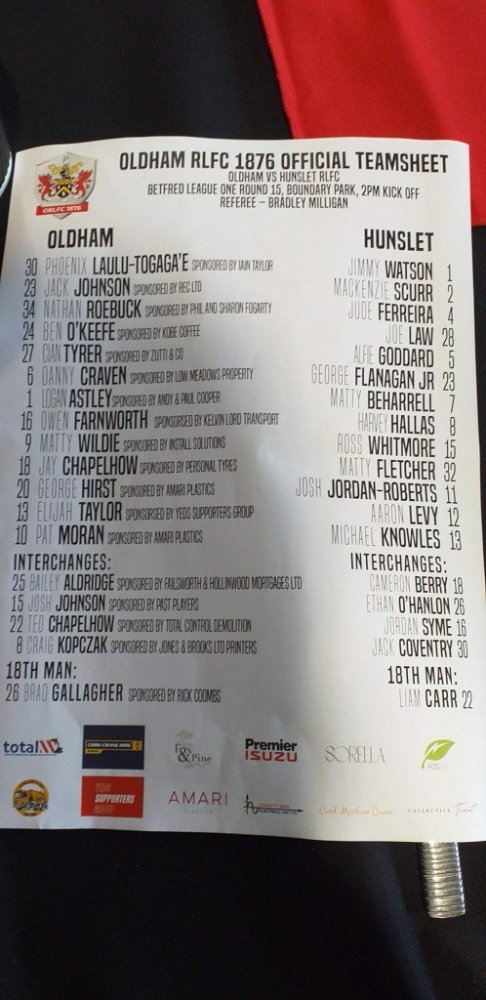 OLDHAM RLFC 1876 OFFICIAL TEAMSHEET
OLDHAM VS HUNSLET RLFC
BETFRED LEAGUE ONE ROUND 15, BOUNDARY PARK, 2PM KICK OFF
REFEREE – BRADLEY MILLIGAN
ORLFC 1876
OLDHAM
30 PHOENIX LAULU-TOGAGA'E SPONSORED BY IAIN TAYLOR
23 JACK JOHNSON SPONSORED BY REC LTD
34 NATHAN ROEBUCK SPONSORED BY PHIL AND SHARON FOGARTY
24 BEN O'KEEFE SPONSORED BY KOBE COFFEE
27 CIAN TYRER SPONSORED BY ZUTTI & CO
6 DANNY CRAVEN SPONSORED BY LOW MEADOWS PROPERTY
1 LOGAN ASTLEY SPONSORED BY ANDY & PAUL COOPER
16 OWEN FARNWORTH SPONSORSED BY KELVIN LORD TRANSPORT
9 MATTY WILDIE SPONSORED BY INSTALL SOLUTIONS
18 JAY CHAPELHOW SPONSORED BY PERSONAL TYRES
20 GEORGE HIRST SPONSORED BY AMARI PLASTICS
13 ELIJAH TAYLOR SPONSORSED BY YEDS SUPPORTERS GROUP
10 PAT MORAN SPONSORED BY AMARI PLASTICS
INTERCHANGES:
25 BAILEY ALDRIDGE SPONSORED BY FAILSWORTH & HOLLINWOOD MORTGAGES LTD
15 JOSH JOHNSON SPONSORED BY PAST PLAYERS
22 TED CHAPELHOW SPONSORED BY TOTAL CONTROL DEMOLITION
8 CRAIG KOPCZAK SPONSORED BY JONES & BROOKS LTD PRINTERS
18TH MAN:
26 BRAD GALLAGHER SPONSORED BY RICK COOMBS
HUNSLET
JIMMY WATSON 1
MACKENZIE SCURR 2
JUDE FERREIRA 4
JOE LAW 28
ALFIE GODDARD 5
GEORGE FLANAGAN JR 23
MATTY BEHARRELL 7
HARVEY HALLAS 8
ROSS WHITMORE 15
MATTY FLETCHER 32
JOSH JORDAN-ROBERTS 11
AARON LEVY 12
MICHAEL KNOWLES 13
INTERCHANGES:
CAMERON BERRY 18
ETHAN O'HANLON 26
JORDAN SYME 16
JACK COVENTRY 30
18TH MAN:
LIAM CARR 22
total
Fox & Pine
Premier
ISUZU
SORELLA
POS
SUPPORTERS
AMARI
PLASTICS
Card Machine Queen
COLLECTIVE